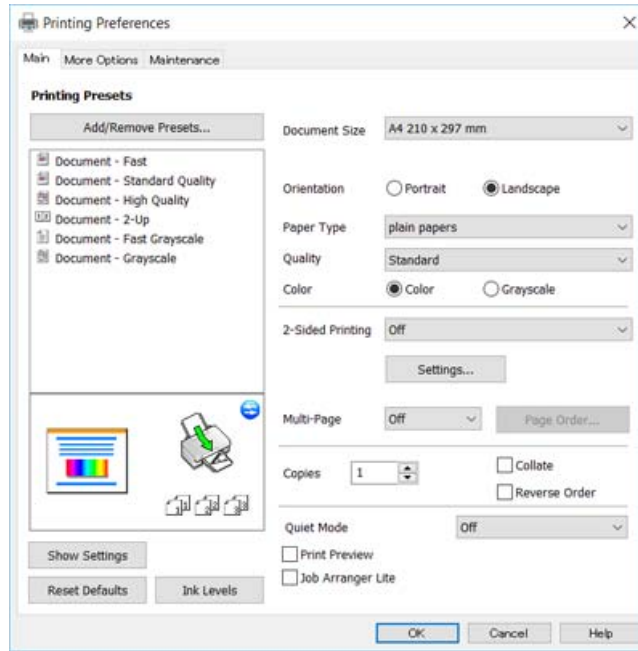 Printing Preferences
Main More Options Maintenance
Printing Presets
Add/Remove Presets...
Document - Fast
Document - Standard Quality
Document - High Quality
Document - 2-Up
Document - Fast Grayscale
Document - Grayscale
Show Settings
Reset Defaults Ink Levels
Document Size A4 210 x 297 mm
Orientation Portrait Landscape
Paper Type plain papers
Quality Standard
Color Color Grayscale
2-Sided Printing Off
Settings...
Multi-Page Off Page Order...
Copies 1 Collate
Reverse Order
Quiet Mode Off
Print Preview
Job Arranger Lite
OK Cancel Help